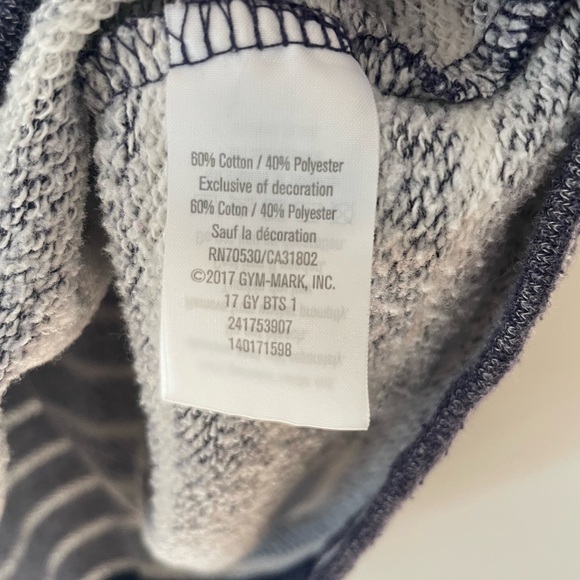 60% Cotton / 40% Polyester
Exclusive of decoration
60% Coton / 40% Polyester
Sauf la décoration
RN70530/CA31802
©2017 GYM-MARK, INC.
17 GY BTS 1
241753907
140171598